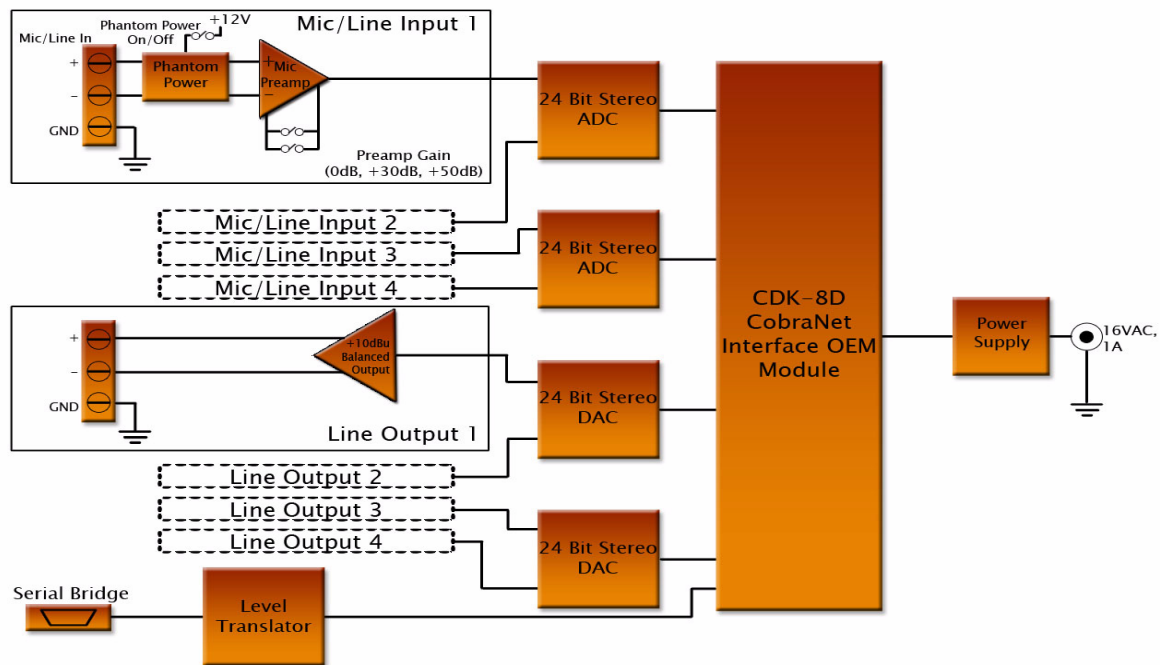 Phantom Power
On/Off
+12V
Mic/Line Input 1
Mic/Line In
+
-
GND
Phantom
Power
+
-
Mic
Preamp
Preamp Gain
(0dB, +30dB, +50dB)
24 Bit Stereo
ADC
Mic/Line Input 2
Mic/Line Input 3
Mic/Line Input 4
24 Bit Stereo
ADC
CDK-8D
CobraNet
Interface OEM
Module
Power
Supply
16VAC,
1A
+
-
GND
+10dBu
Balanced
Output
Line Output 1
24 Bit Stereo
DAC
Line Output 2
Line Output 3
Line Output 4
24 Bit Stereo
DAC
Serial Bridge
Level
Translator